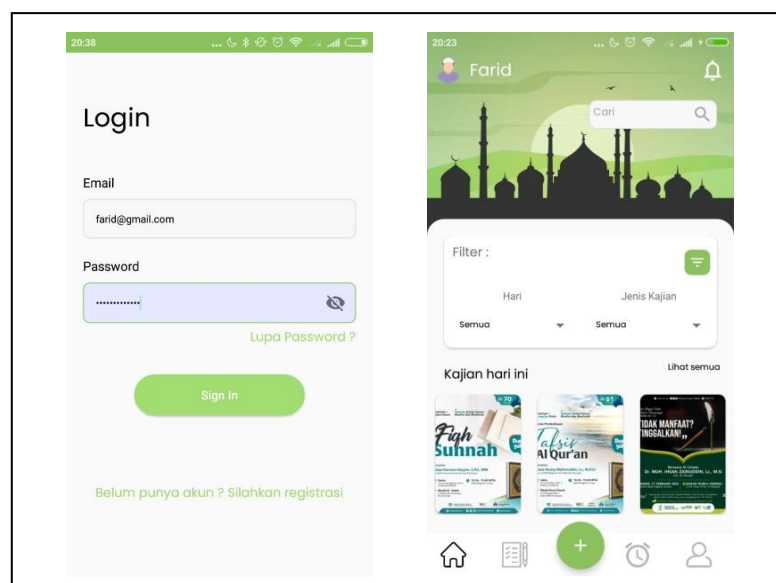 20:38
Login
Email
farid@gmail.com
Password
Lupa Password ?
Sign In
Belum punya akun ? Silahkan registrasi
20:23
Farid
Cari
Filter :
Hari
Jenis Kajian
Semua
Semua
Kajian hari ini
Lihat semua
70
Fiqh
Sunnah
61
Tafsir
Al Qur'an
TIDAK MANFAAT?
TINGGALKAN!